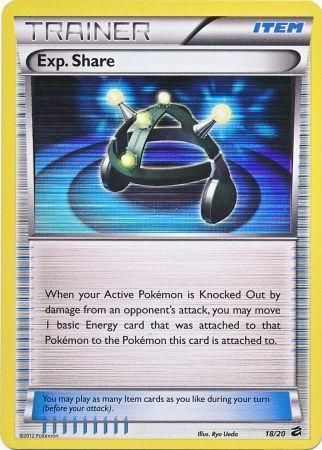 TRAINER ITEM
Exp. Share
When your Active Pokémon is Knocked Out by
damage from an opponent's attack, you may move
1 basic Energy card that was attached to that
Pokémon to the Pokémon this card is attached to.
You may play as many Item cards as you like during your turn
(before your attack).
©2012 Pokémon. Illus. Ryo Ueda 18/20